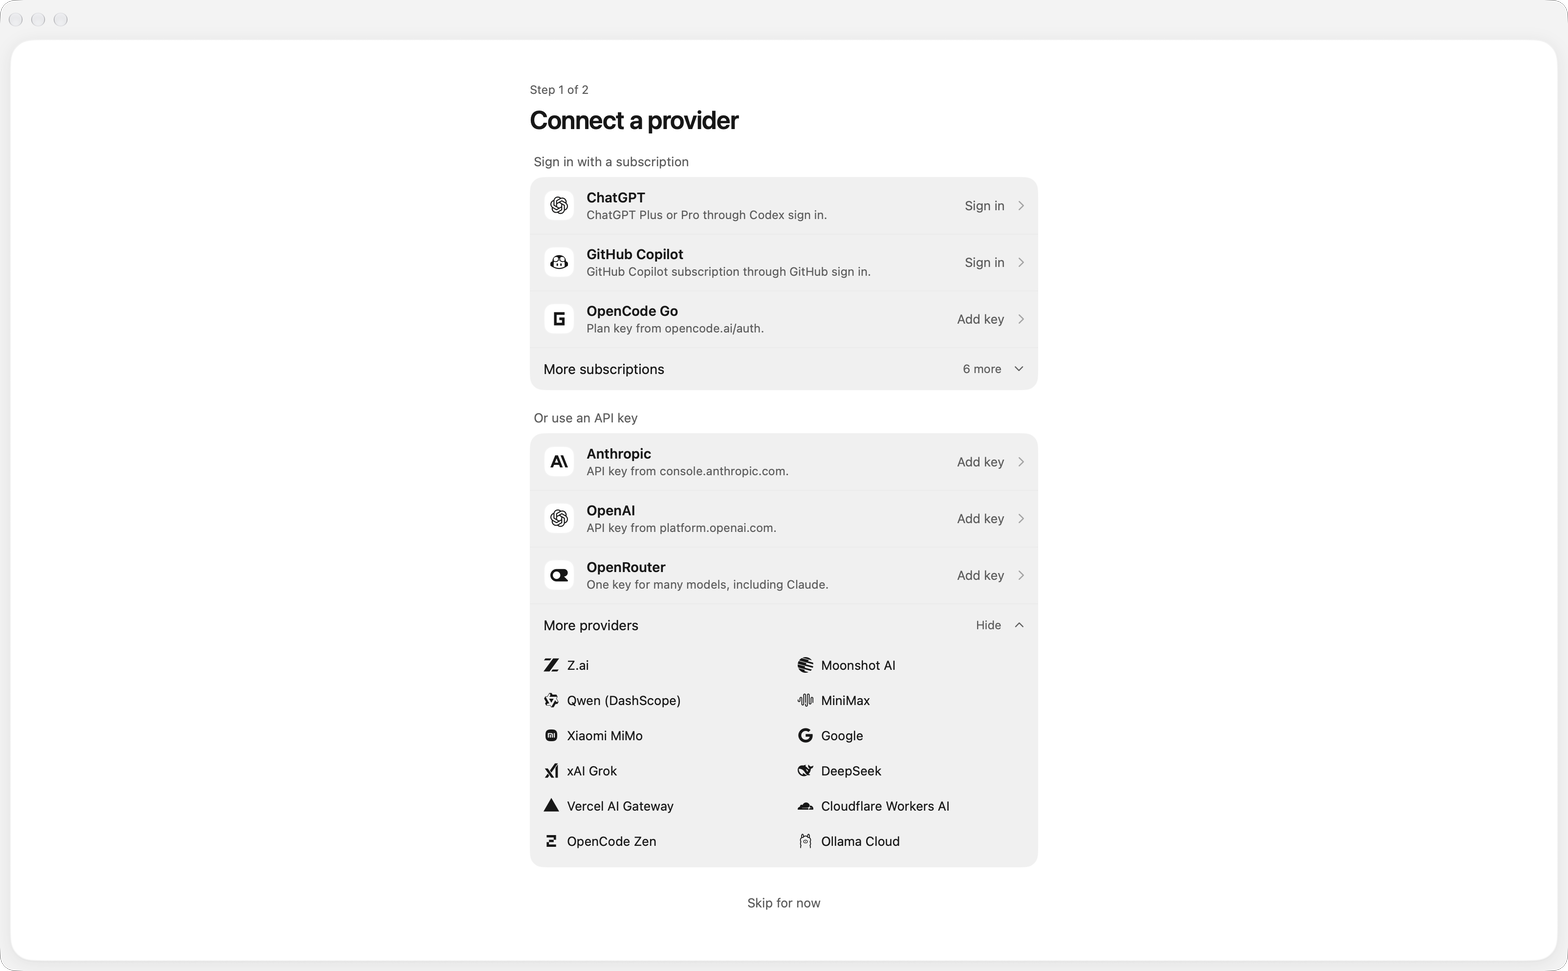 Step 1 of 2
Connect a provider
Sign in with a subscription
ChatGPT
ChatGPT Plus or Pro through Codex sign in.
Sign in
GitHub Copilot
GitHub Copilot subscription through GitHub sign in.
Sign in
OpenCode Go
Plan key from opencode.ai/auth.
Add key
More subscriptions
6 more
Or use an API key
Anthropic
API key from console.anthropic.com.
Add key
OpenAI
API key from platform.openai.com.
Add key
OpenRouter
One key for many models, including Claude.
Add key
More providers
Hide
Z.ai
Moonshot AI
Qwen (DashScope)
MiniMax
Xiaomi MiMo
Google
xAI Grok
DeepSeek
Vercel AI Gateway
Cloudflare Workers AI
OpenCode Zen
Ollama Cloud
Skip for now